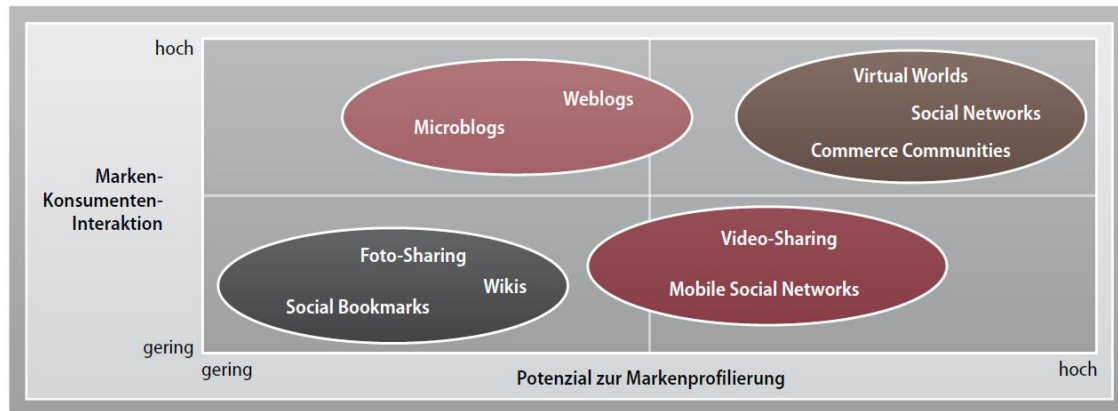 hoch
Virtual Worlds
Weblogs
Social Networks
Microblogs
Commerce Communities
Marken-
Konsumenten-
Interaktion
Video-Sharing
Foto-Sharing
Wikis
Mobile Social Networks
Social Bookmarks
gering
gering
Potenzial zur Markenprofilierung
hoch